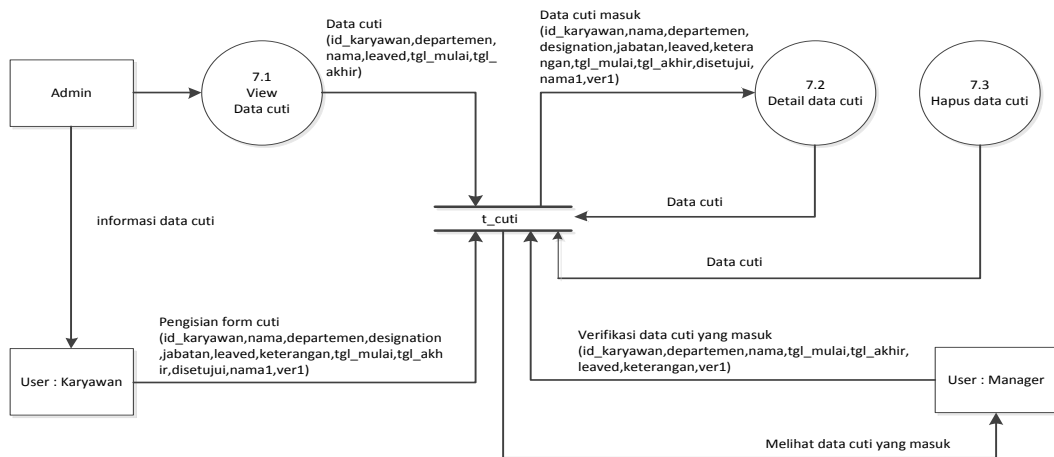 Data cuti
(id_karyawan,departemen,
nama,leaved,tgl_mulai,tgl_
akhir)
Data cuti masuk
(id_karyawan,nama,departemen,
designation,jabatan,leaved,ketera
ngan,tgl_mulai,tgl_akhir,disetujui,
nama1,ver1)
Admin
7.1
View
Data cuti
7.2
Detail data cuti
7.3
Hapus data cuti
Data cuti
t_cuti
informasi data cuti
Data cuti
Pengisian form cuti
(id_karyawan,nama,departemen,designation
,jabatan,leaved,keterangan,tgl_mulai,tgl_akh
ir,disetujui,nama1,ver1)
Verifikasi data cuti yang masuk
(id_karyawan,departemen,nama,tgl_mulai,tgl_akhir,
leaved,keterangan,ver1)
User : Karyawan
User : Manager
Melihat data cuti yang masuk